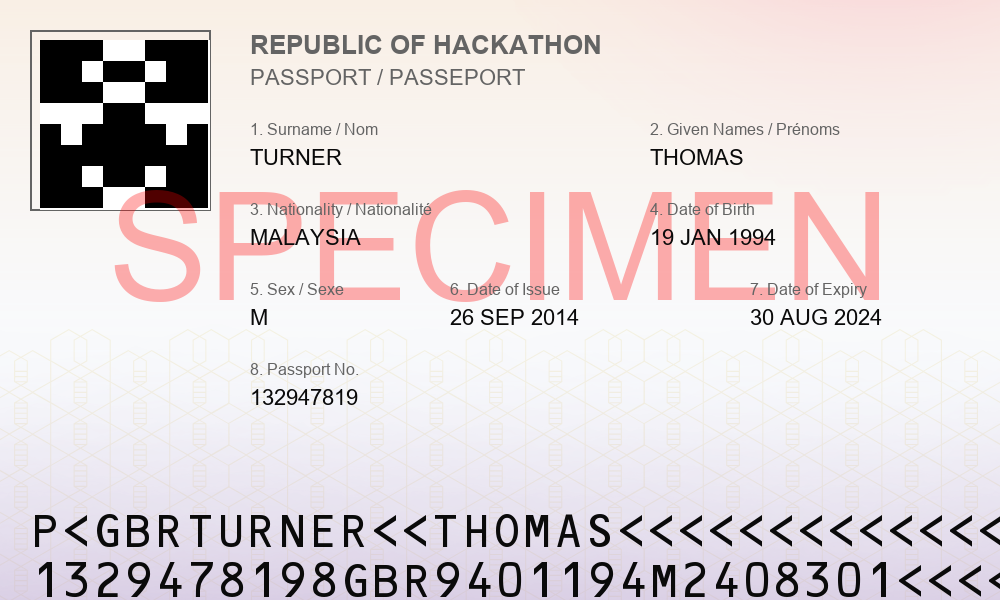 REPUBLIC OF HACKATHON
PASSPORT / PASSEPORT
1. Surname / Nom
TURNER
2. Given Names / Prénoms
THOMAS
3. Nationality / Nationalité
MALAYSIA
4. Date of Birth
19 JAN 1994
SPECIMEN
5. Sex / Sexe
M
6. Date of Issue
26 SEP 2014
7. Date of Expiry
30 AUG 2024
8. Passport No.
132947819
P<GBRTURNER<<THOMAS<<<<<<<<<<<<<
1329478198GBR9401194M2408301<<<<